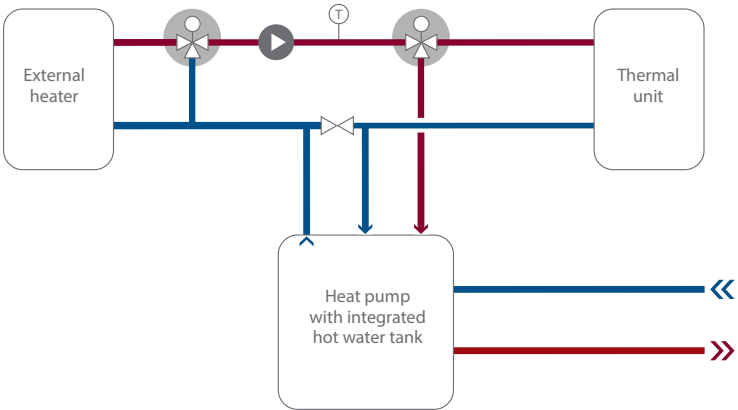 T
External
heater
Thermal
unit
Heat pump
with integrated
hot water tank